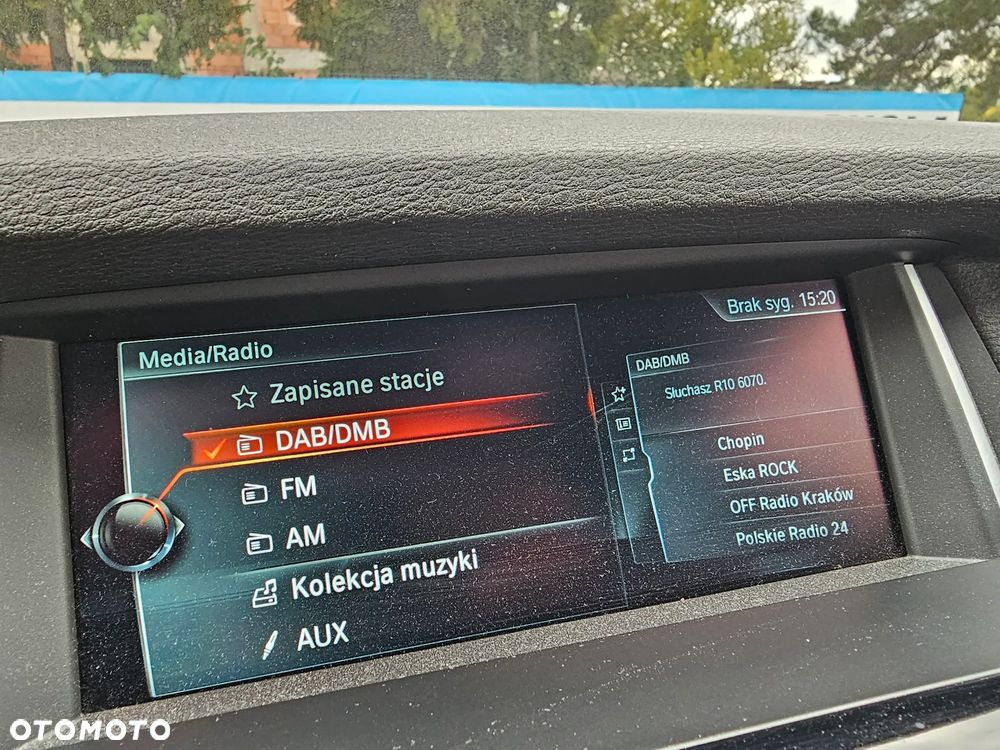 Brak syg. 15:20
Media/Radio
Zapisane stacje
DAB/DMB
FM
AM
Kolekcja muzyki
AUX
DAB/DMB
Słuchasz R10 6070.
Chopin
Eska ROCK
OFF Radio Kraków
Polskie Radio 24
OTOMOTO